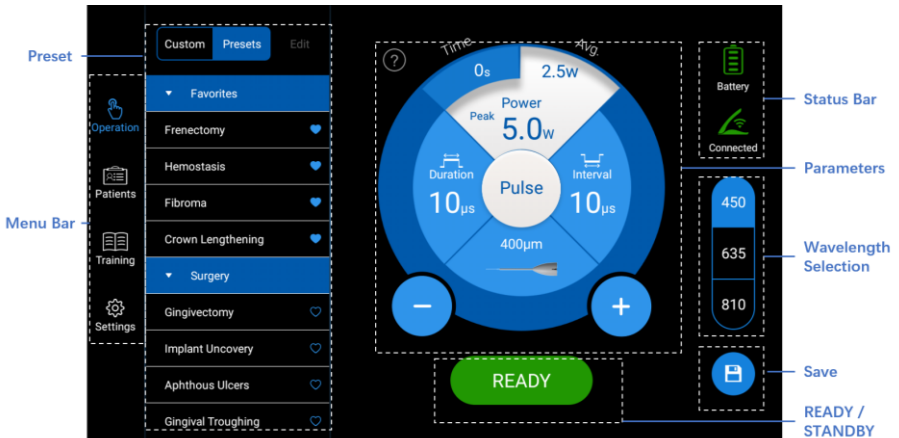 Preset
Menu Bar
Operation
Patients
Training
Settings
Custom
Presets
Edit
Favorites
Frenectomy
Hemostasis
Fibroma
Crown Lengthening
Surgery
Gingivectomy
Implant Uncovery
Aphthous Ulcers
Gingival Troughing
?
Time
Avg.
0s
2.5w
Power
Peak
5.0w
Duration
10µs
Pulse
Interval
10µs
400µm
−
+
READY
Battery
Connected
450
635
810
Status Bar
Parameters
Wavelength
Selection
Save
READY /
STANDBY